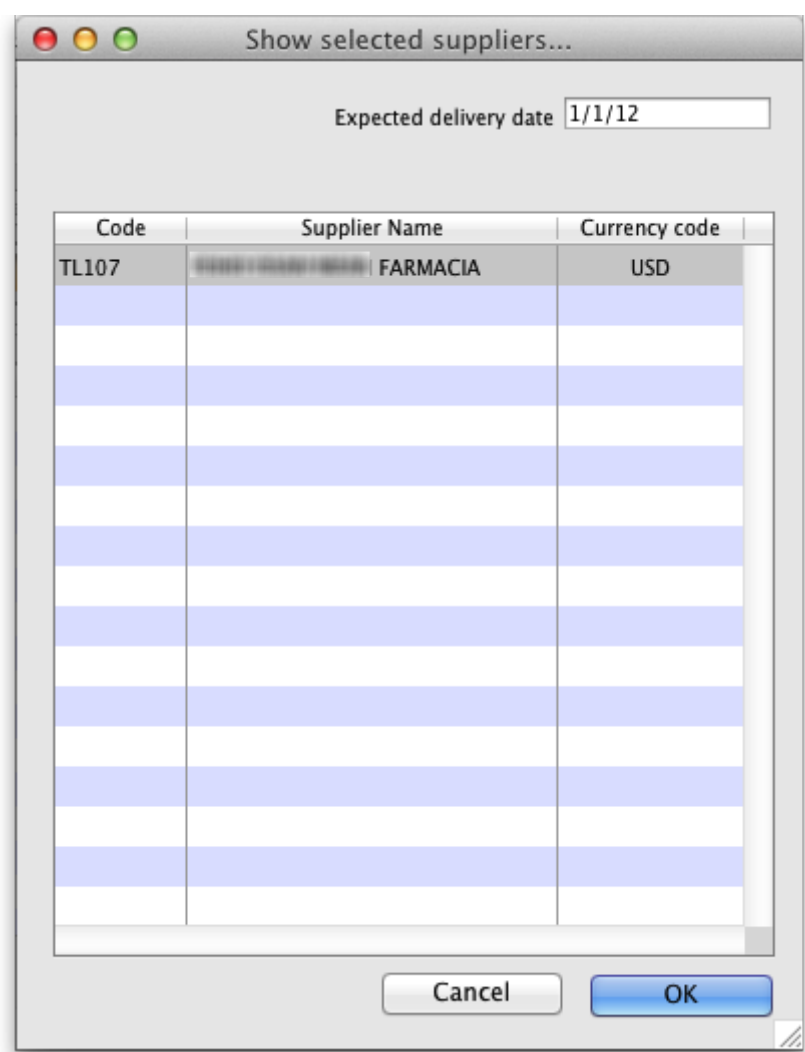 Show selected suppliers...
Expected delivery date 1/1/12
Code Supplier Name Currency code
TL107 FARMACIA USD
Cancel OK